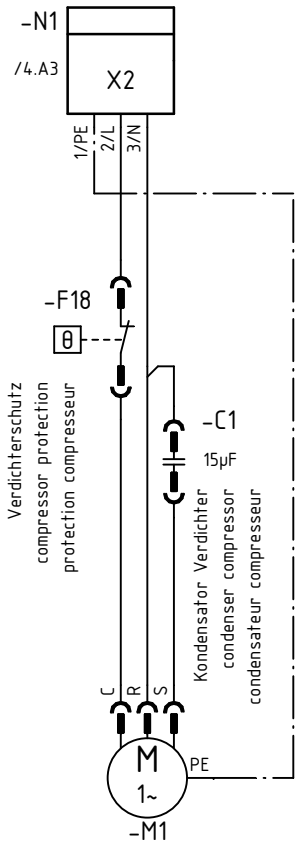 -N1
/4.A3
X2
1/PE
2/L
3/N
-F18
θ
Verdichterschutz
compressor protection
protection compresseur
-C1
15µF
Kondensator Verdichter
condenser compressor
condensateur compresseur
C
R
S
M
1~
PE
-M1